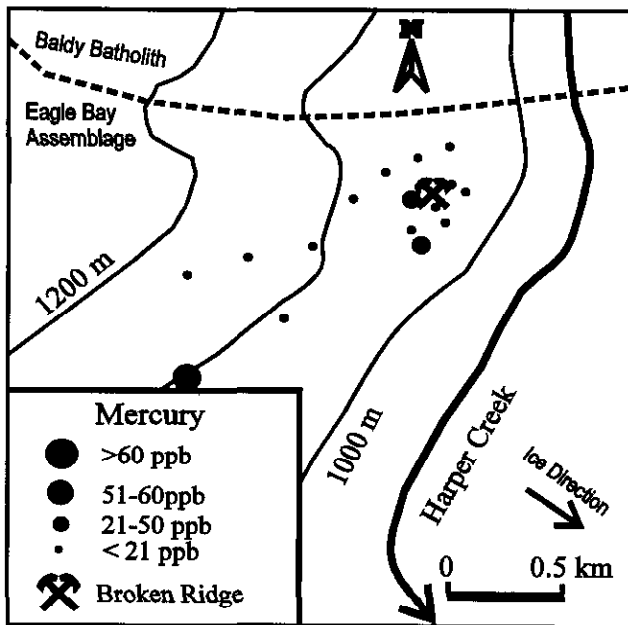 N
Baldy Batholith
Eagle Bay
Assemblage
1200 m
1000 m
Harper Creek
Ice Direction
0 0.5 km
Mercury
>60 ppb
51-60ppb
21-50 ppb
< 21 ppb
Broken Ridge